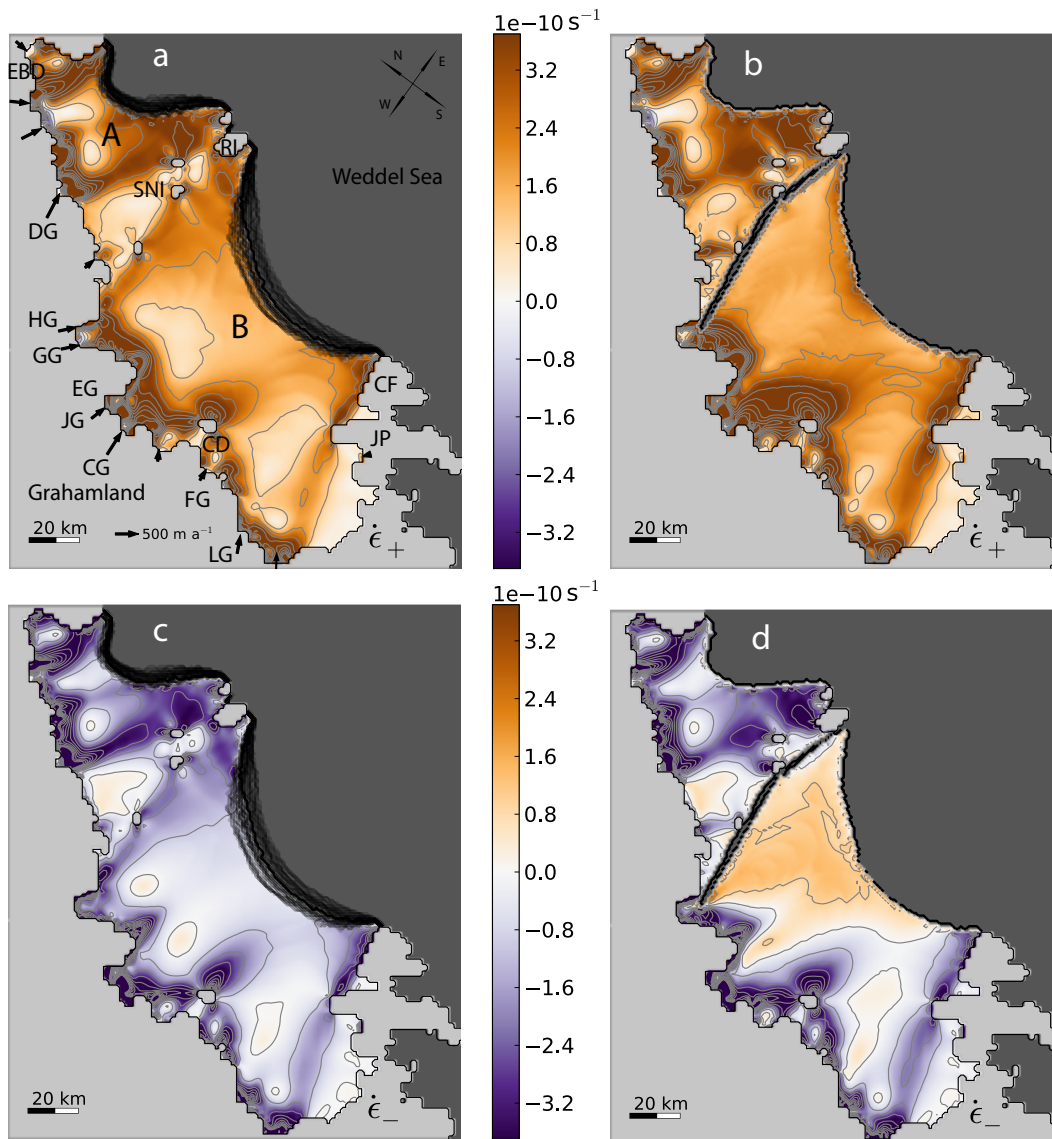 1e−10 S⁻¹
a
N
E
W
S
EBD
A
RI
Weddel Sea
SNI
DG
B
HG
GG
EG
CF
JG
CD
JP
CG
Grahamland
FG
20 km
500 m a⁻¹
LG
ϵ̇₊
3.2
2.4
1.6
0.8
0.0
−0.8
−1.6
−2.4
−3.2
b
20 km
ϵ̇₊
1e−10 S⁻¹
c
20 km
ϵ̇₋
3.2
2.4
1.6
0.8
0.0
−0.8
−1.6
−2.4
−3.2
d
20 km
ϵ̇₋